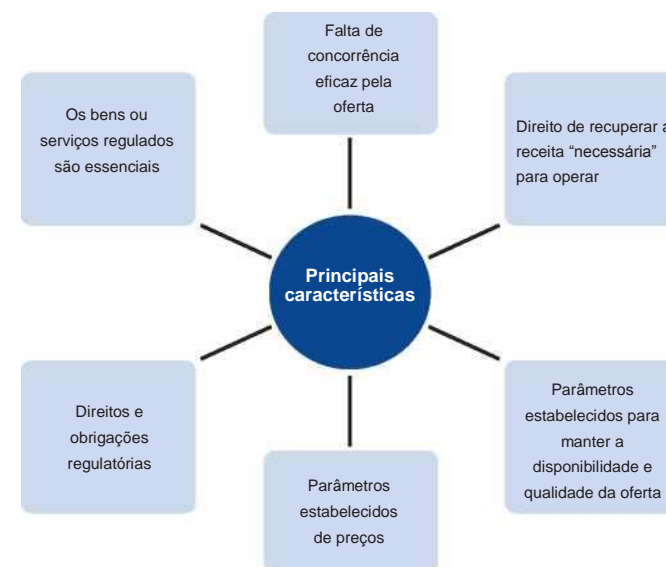 Falta de
concorrência
eficaz pela
oferta
Os bens ou
serviços regulados
são essenciais
Direito de recuperar a
receita “necessária”
para operar
Principais
características
Direitos e
obrigações
regulatórias
Parâmetros
estabelecidos
de preços
Parâmetros
estabelecidos para
manter a
disponibilidade e
qualidade da oferta